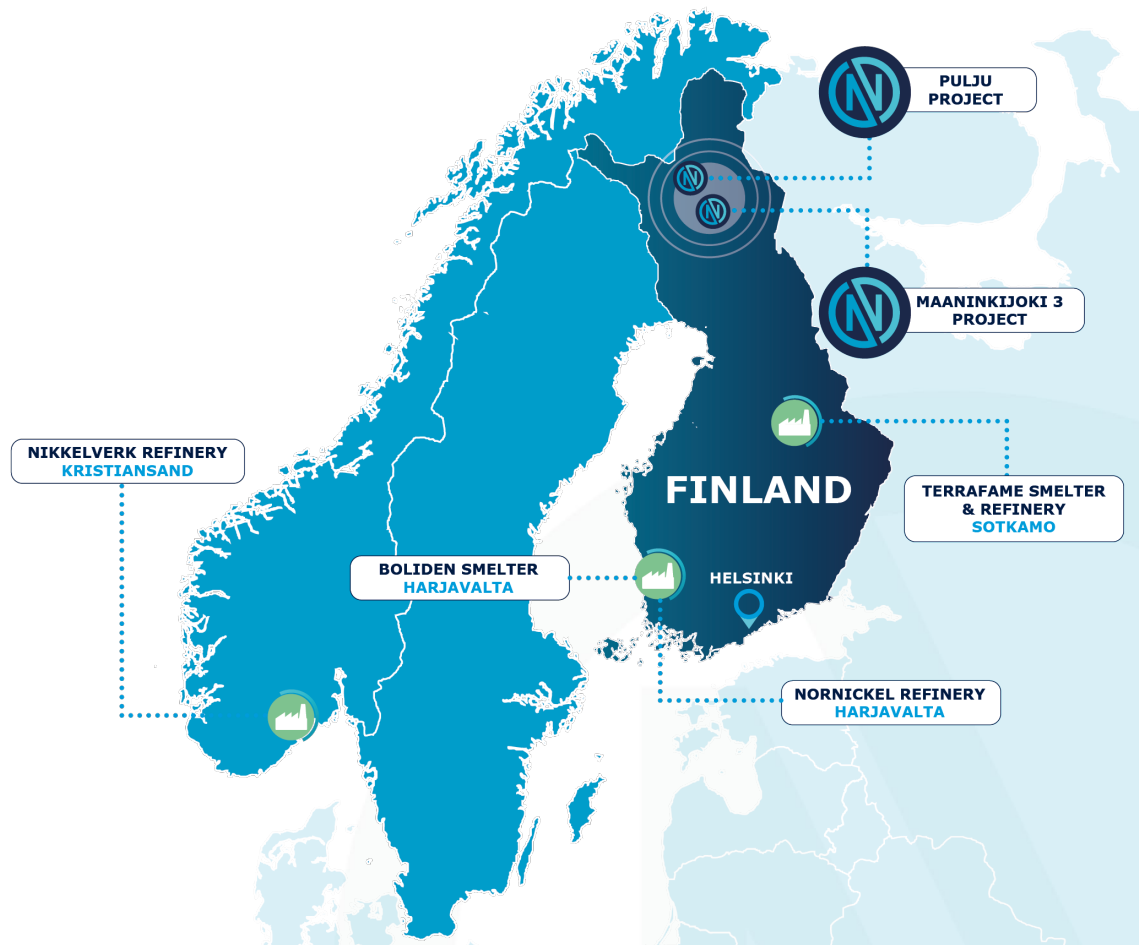 PULJU
PROJECT
MAANINKIJOKI 3
PROJECT
NIKKELVERK REFINERY
KRISTIANSAND
FINLAND
TERRAFAME SMELTER
& REFINERY
SOTKAMO
BOLIDEN SMELTER
HARJAVALTA
HELSINKI
NORNICKEL REFINERY
HARJAVALTA